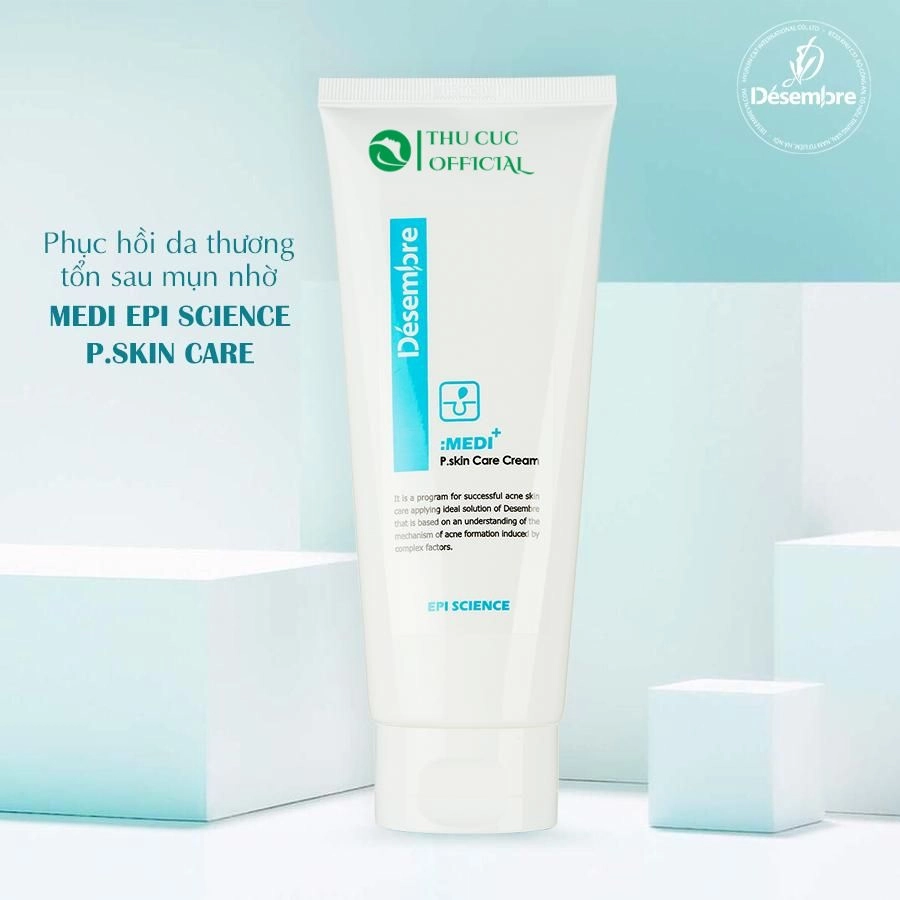 Désembre
THU CUC
OFFICIAL
Phục hồi da thương
tổn sau mụn nhờ
MEDI EPI SCIENCE
P.SKIN CARE
Désembre
:MEDI+
P.skin Care Cream
It is a program for successful acne skin
care applying ideal solution of Desembre
that is based on an understanding of the
mechanism of acne formation induced by
complex factors.
EPI SCIENCE